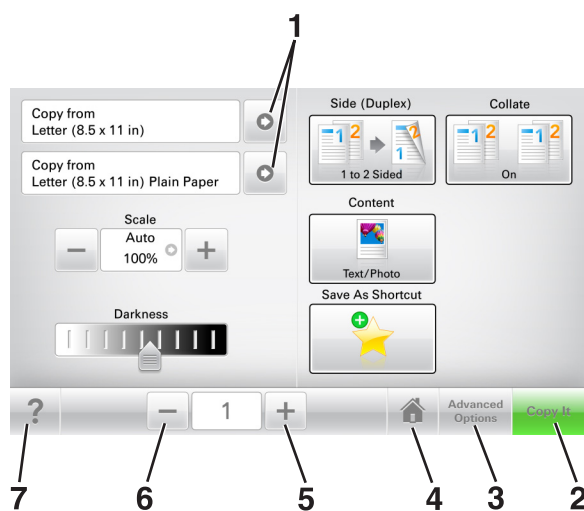 1
Copy from
Letter (8.5 x 11 in)
Copy from
Letter (8.5 x 11 in) Plain Paper
Scale
Auto
100%
Darkness
Side (Duplex)
1 2 2 1
1 to 2 Sided
Collate
1 2 1 2
On
Content
Text/Photo
Save As Shortcut
?
1
Advanced
Options
Copy It
7
6
5
4
3
2